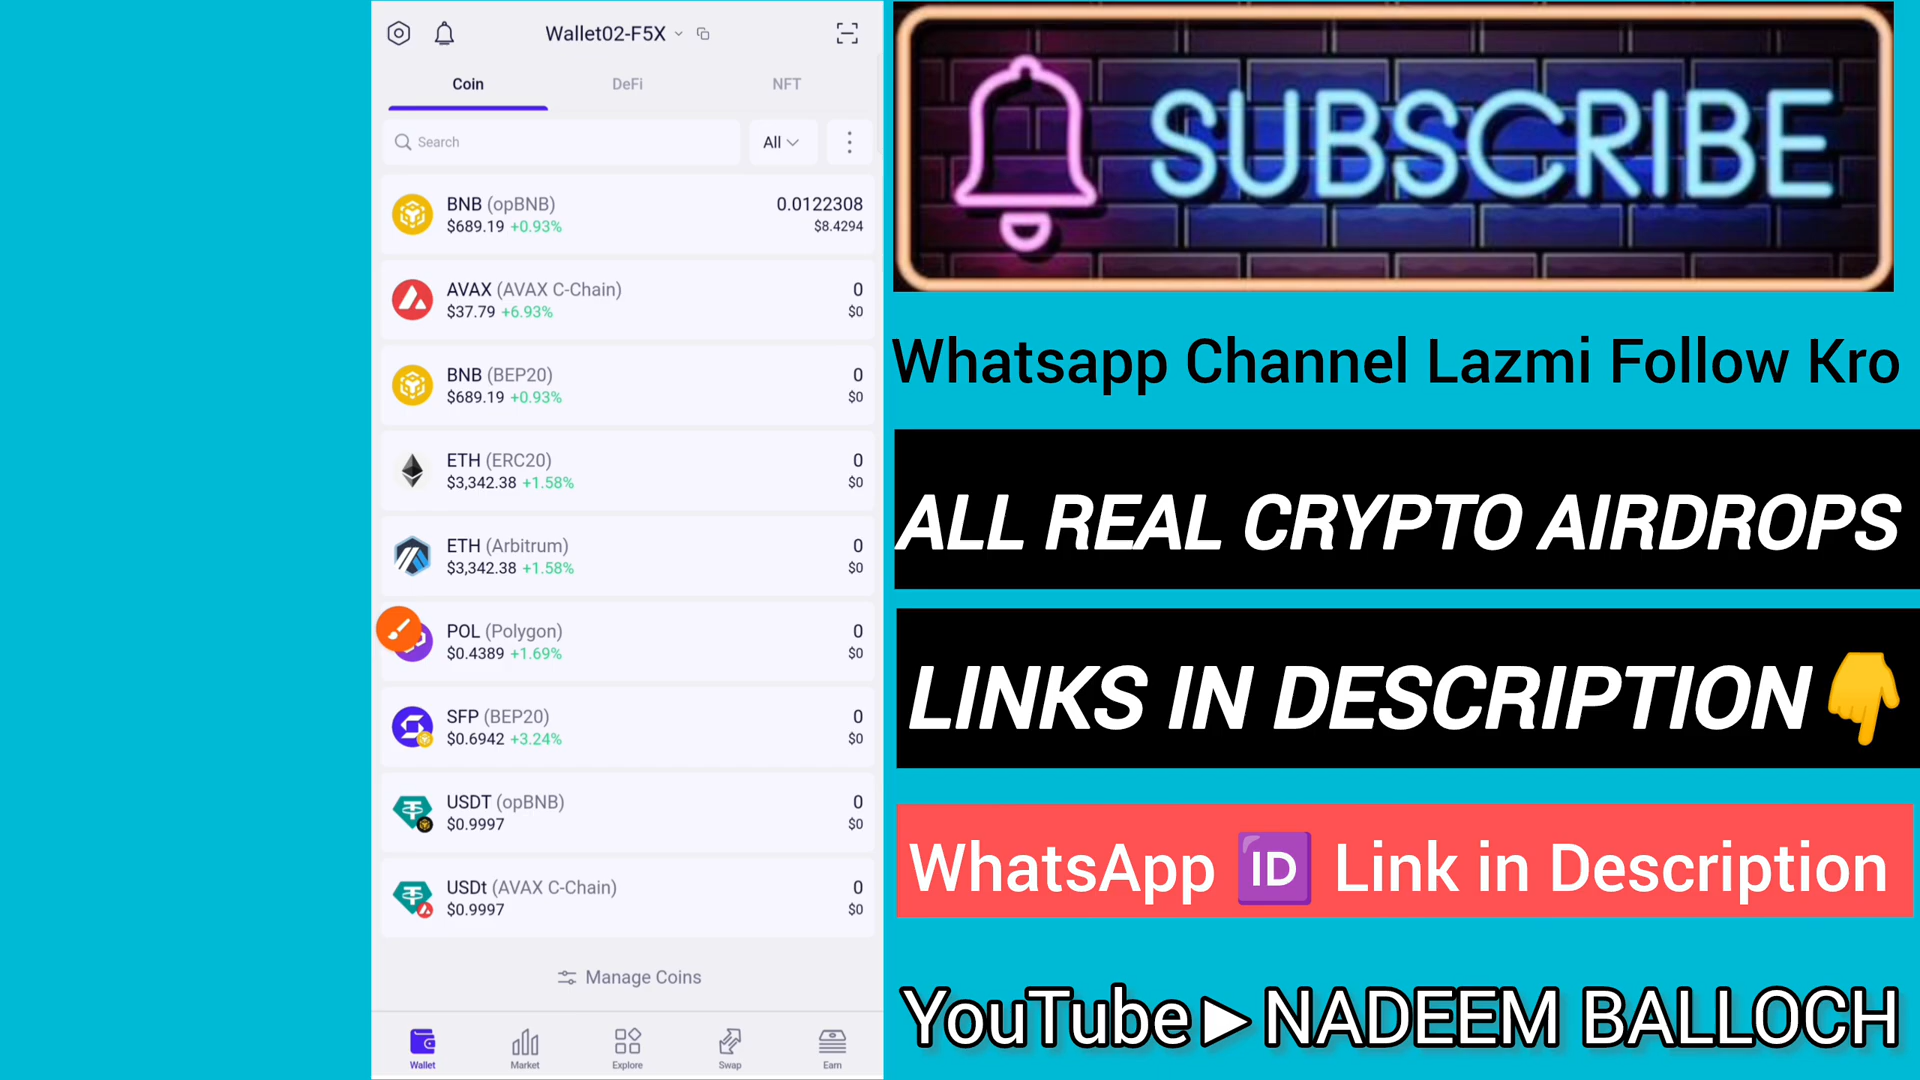 Wallet02-F5X
Coin DeFi NFT
Search All
BNB (opBNB) 0.0122308
$689.19 +0.93% $8.4294
AVAX (AVAX C-Chain) 0
$37.79 +6.93% $0
BNB (BEP20) 0
$689.19 +0.93% $0
ETH (ERC20) 0
$3,342.38 +1.58% $0
ETH (Arbitrum) 0
$3,342.38 +1.58% $0
POL (Polygon) 0
$0.4389 +1.69% $0
SFP (BEP20) 0
$0.6942 +3.24% $0
USDT (opBNB) 0
$0.9997 $0
USDt (AVAX C-Chain) 0
$0.9997 $0
Manage Coins
Wallet Market Explore Swap Earn
SUBSCRIBE
Whatsapp Channel Lazmi Follow Kro
ALL REAL CRYPTO AIRDROPS
LINKS IN DESCRIPTION👇
WhatsApp 🆔 Link in Description
YouTube►NADEEM BALLOCH